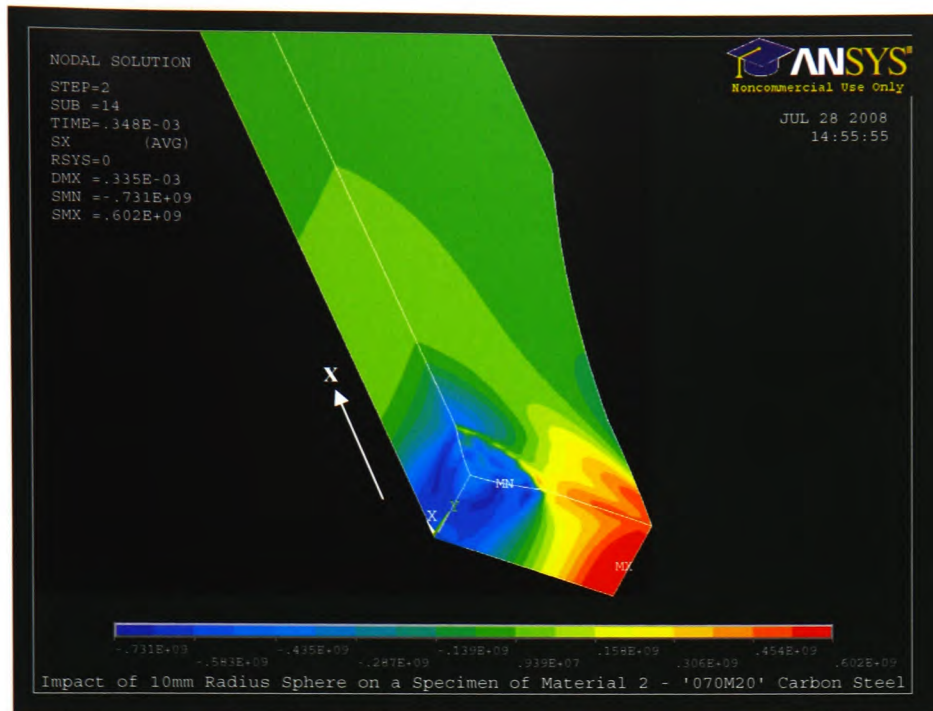 NODAL SOLUTION
STEP=2
SUB =14
TIME=.348E-03
SX (AVG)
RSYS=0
DMX =.335E-03
SMN =-.731E+09
SMX =.602E+09
ANSYS
Noncommercial Use Only
JUL 28 2008
14:55:55
X
MN
Z
X
MX
-.731E+09 -.435E+09 -.139E+09 .158E+09 .454E+09
-.583E+09 -.287E+09 .939E+07 .306E+09 .602E+09
Impact of 10mm Radius Sphere on a Specimen of Material 2 - '070M20' Carbon Steel